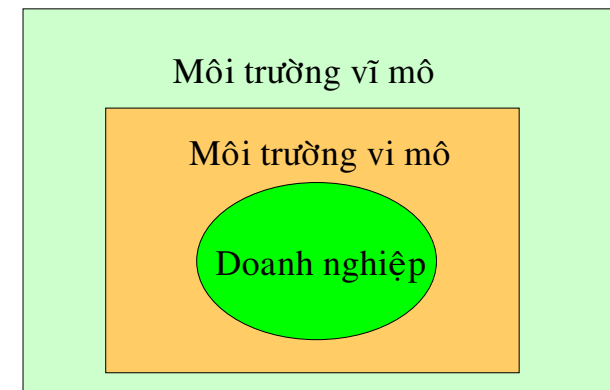 Môi trường vĩ mô
Môi trường vi mô
Doanh nghiệp